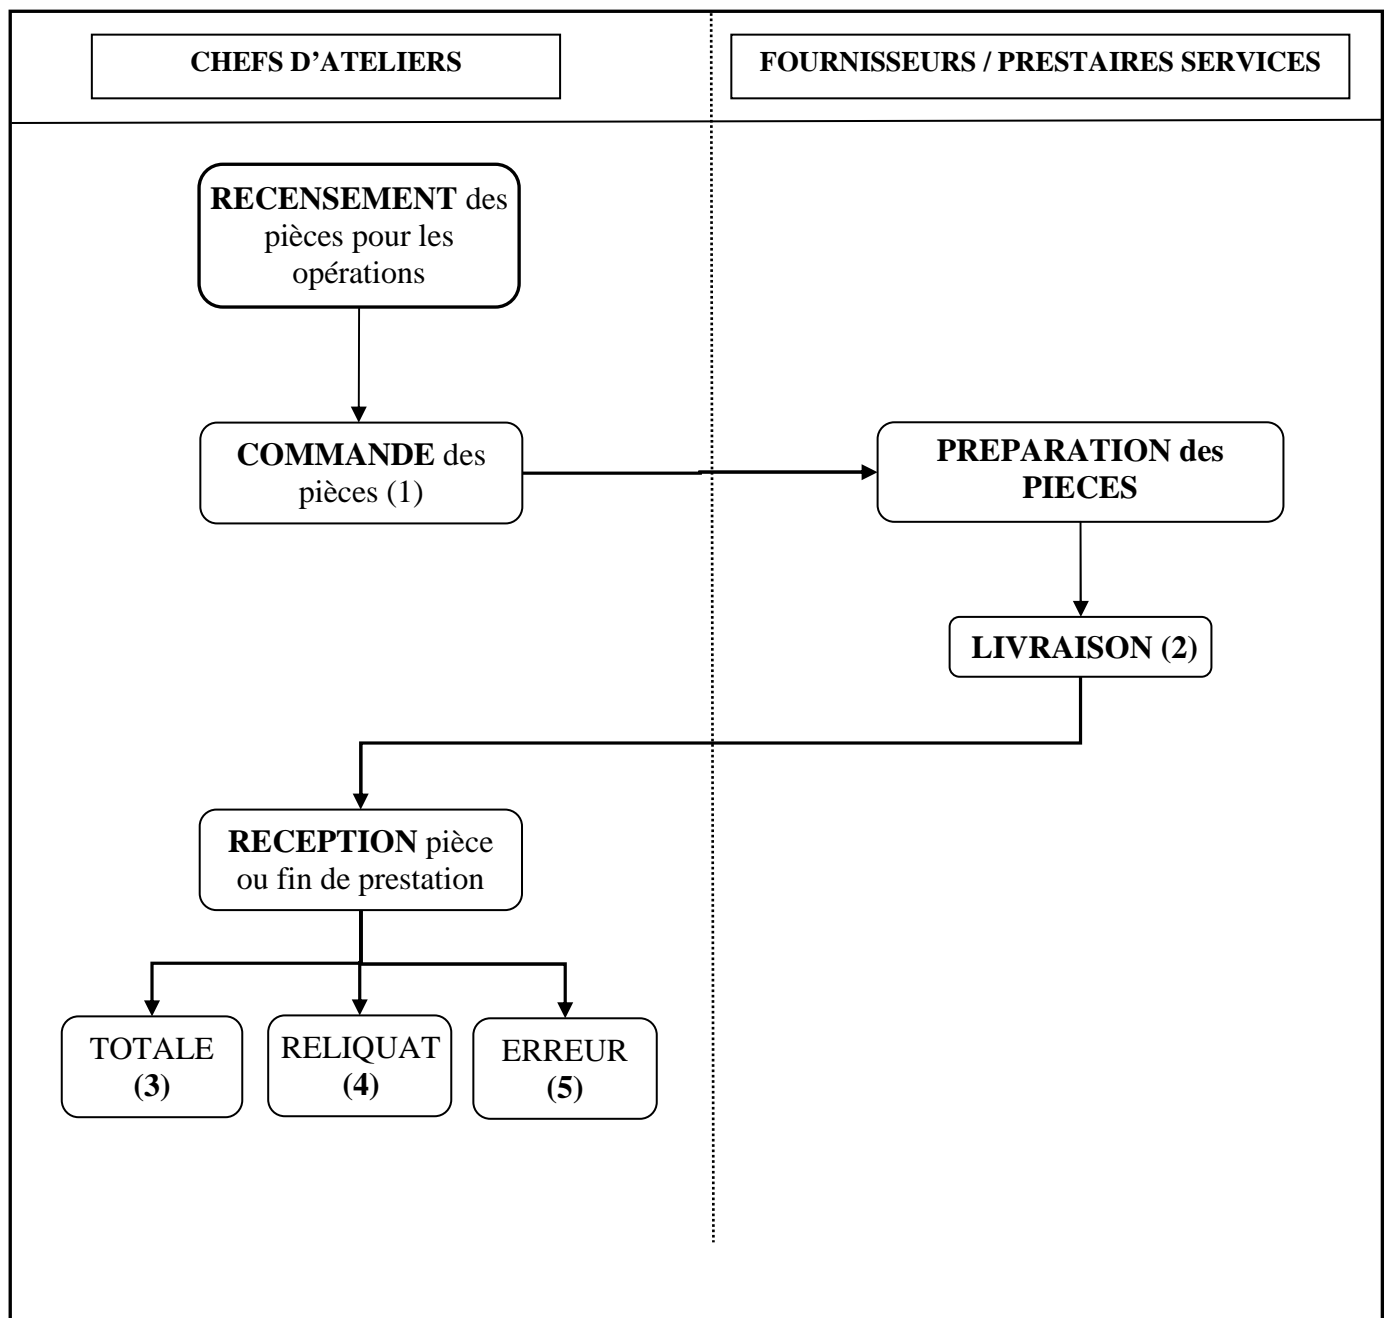 CHEFS D’ATELIERS
FOURNISSEURS / PRESTAIRES SERVICES
RECENSEMENT des
pièces pour les
opérations
COMMANDE des
pièces (1)
PREPARATION des
PIECES
LIVRAISON (2)
RECEPTION pièce
ou fin de prestation
TOTALE
(3)
RELIQUAT
(4)
ERREUR
(5)